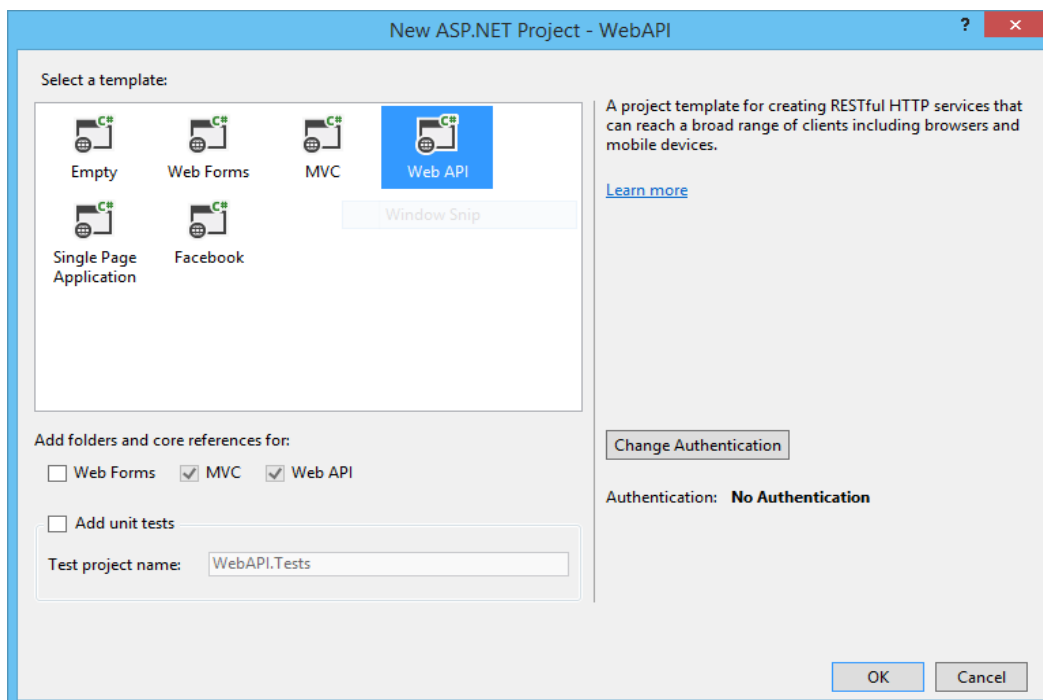 New ASP.NET Project - WebAPI
?
Select a template:
C# C# C# C#
Empty Web Forms MVC Web API
C# C#
Single Page Facebook
Application
Window Snip
A project template for creating RESTful HTTP services that
can reach a broad range of clients including browsers and
mobile devices.
Learn more
Add folders and core references for:
Web Forms MVC Web API
Add unit tests
Test project name: WebAPI.Tests
Change Authentication
Authentication: No Authentication
OK Cancel